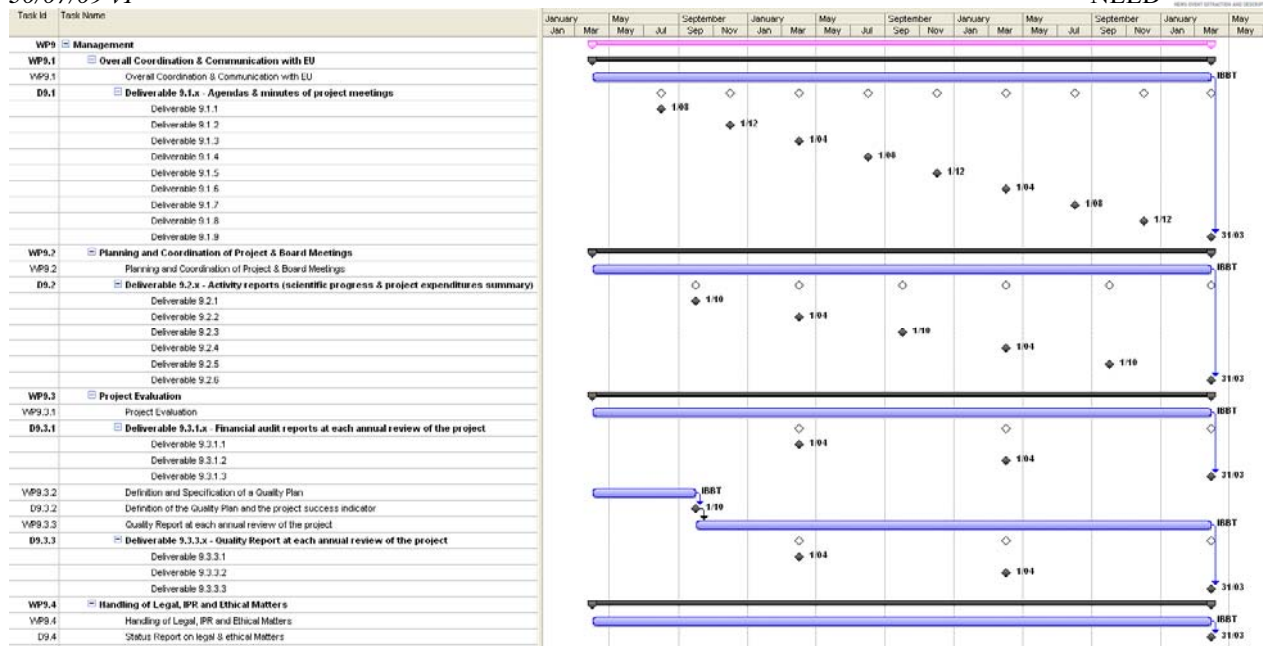 30/07/09 VF NEED
NEWS EVENT EXTRACTION AND DESCRIPT
Task Id Task Name January May September January May September January May September January May
Jan Mar May Jul Sep Nov Jan Mar May Jul Sep Nov Jan Mar May Jul Sep Nov Jan Mar May
WP9 Management
WP9.1 Overall Coordination & Communication with EU
WP9.1 Overall Coordination & Communication with EU IBBT
D9.1 Deliverable 9.1.x - Agendas & minutes of project meetings
Deliverable 9.1.1 1/08
Deliverable 9.1.2 1/12
Deliverable 9.1.3 1/04
Deliverable 9.1.4 1/08
Deliverable 9.1.5 1/12
Deliverable 9.1.6 1/04
Deliverable 9.1.7 1/08
Deliverable 9.1.8 1/12
Deliverable 9.1.9 31/03
WP9.2 Planning and Coordination of Project & Board Meetings
WP9.2 Planning and Coordination of Project & Board Meetings IBBT
D9.2 Deliverable 9.2.x - Activity reports (scientific progress & project expenditures summary)
Deliverable 9.2.1 1/10
Deliverable 9.2.2 1/04
Deliverable 9.2.3 1/10
Deliverable 9.2.4 1/04
Deliverable 9.2.5 1/10
Deliverable 9.2.6 31/03
WP9.3 Project Evaluation
WP9.3.1 Project Evaluation IBBT
D9.3.1 Deliverable 9.3.1.x - Financial audit reports at each annual review of the project
Deliverable 9.3.1.1 1/04
Deliverable 9.3.1.2 1/04
Deliverable 9.3.1.3 31/03
WP9.3.2 Definition and Specification of a Quality Plan IBBT
D9.3.2 Definition of the Quality Plan and the project success indicator 1/10
WP9.3.3 Quality Report at each annual review of the project IBBT
D9.3.3 Deliverable 9.3.3.x - Quality Report at each annual review of the project
Deliverable 9.3.3.1 1/04
Deliverable 9.3.3.2 1/04
Deliverable 9.3.3.3 31/03
WP9.4 Handling of Legal, IPR and Ethical Matters
WP9.4 Handling of Legal, IPR and Ethical Matters IBBT
D9.4 Status Report on legal & ethical Matters 31/03